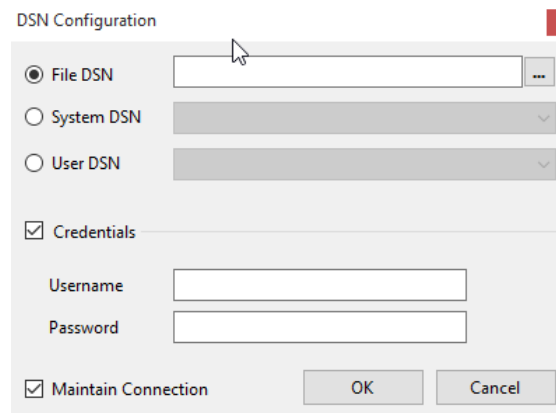 DSN Configuration
File DSN
...
System DSN
User DSN
Credentials
Username
Password
Maintain Connection OK Cancel